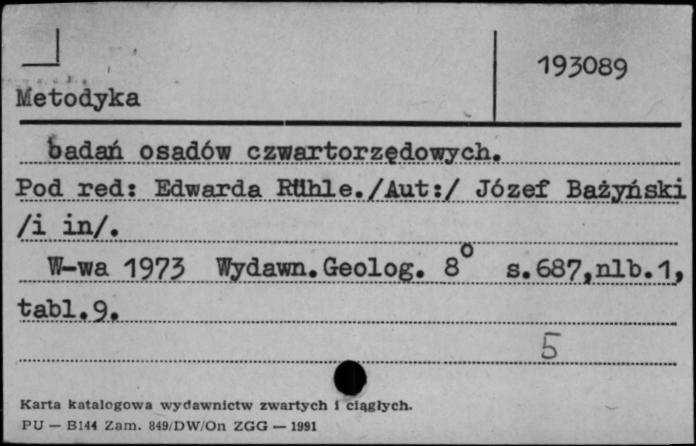 193089
Metodyka
badań osadów czwartorzędowych.
Pod red: Edwarda Rühle./Aut:/ Józef Bażyński
/i in/.
W-wa 1973 Wydawn.Geolog. 8° s.687,nlb.1,
tabl.9.
5
Karta katalogowa wydawnictw zwartych i ciągłych.
PU — B144 Zam. 849/DW/On ZGG — 1991